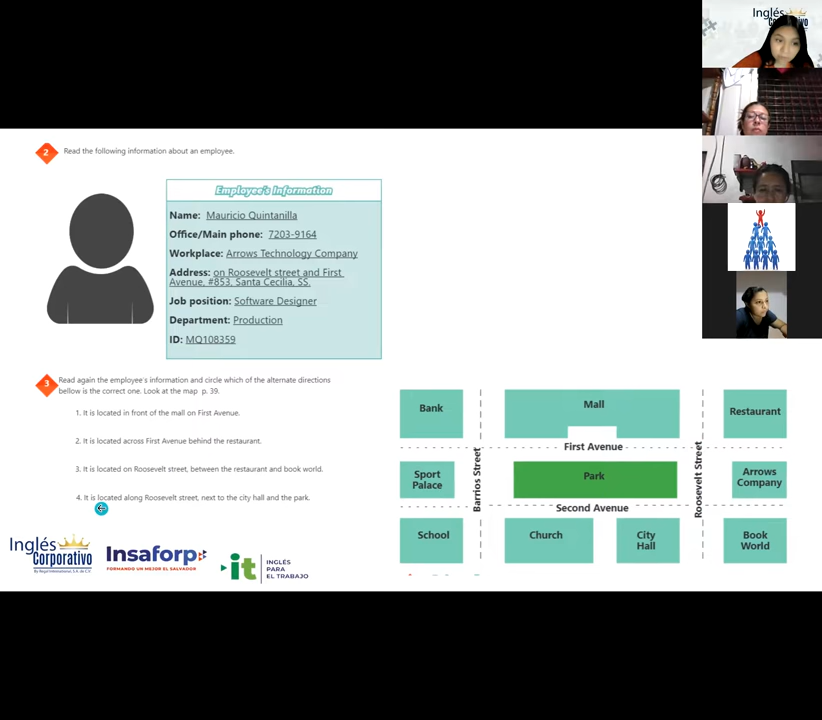 Inglés
Corporativo
2 Read the following information about an employee.
Employee's Information
Name: Mauricio Quintanilla
Office/Main phone: 7203-9164
Workplace: Arrows Technology Company
Address: on Roosevelt street and First
Avenue, #853, Santa Cecilia, SS.
Job position: Software Designer
Department: Production
ID: MQ108359
3 Read again the employee's information and circle which of the alternate directions
bellow is the correct one. Look at the map p. 39.
1. It is located in front of the mall on First Avenue.
2. It is located across First Avenue behind the restaurant.
3. It is located on Roosevelt street, between the restaurant and book world.
4. It is located along Roosevelt street, next to the city hall and the park.
Bank
Mall
Restaurant
First Avenue
Barrios Street
Roosevelt Street
Sport
Palace
Park
Arrows
Company
Second Avenue
School
Church
City
Hall
Book
World
Inglés
Corporativo
Insaforp
FORMANDO UN MEJOR EL SALVADOR
it
INGLÉS
PARA
EL TRABAJO